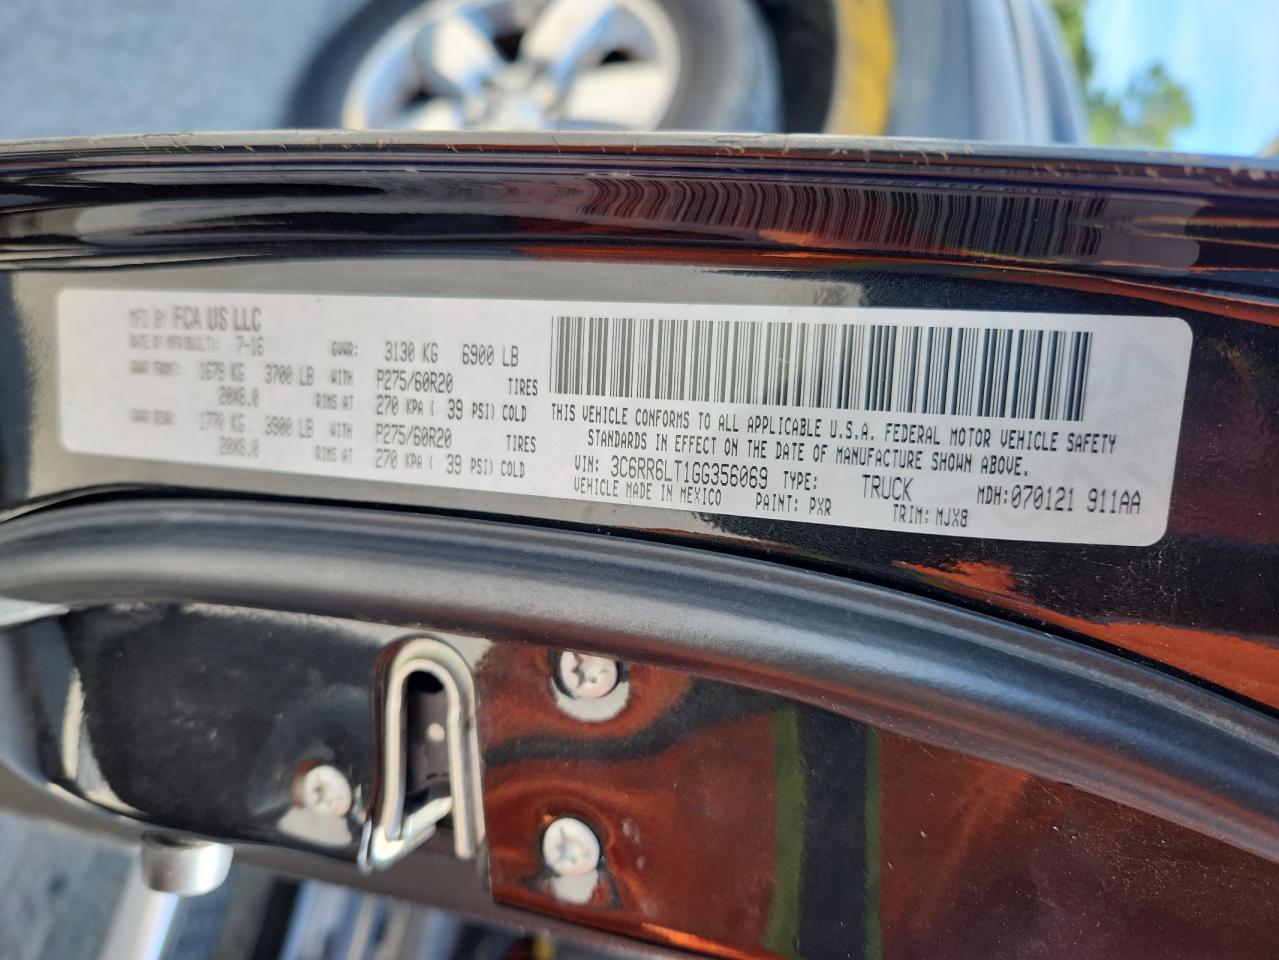 MFD BY FCA US LLC
DATE OF MFR(BUILT): 7-16 GVWR: 3130 KG 6900 LB
GAWR FRONT: 1679 KG 3700 LB WITH P275/60R20 TIRES
20X8.0 RIMS AT 270 KPA ( 39 PSI) COLD
GAWR REAR: 1770 KG 3900 LB WITH P275/60R20 TIRES
20X8.0 RIMS AT 270 KPA ( 39 PSI) COLD
THIS VEHICLE CONFORMS TO ALL APPLICABLE U.S.A. FEDERAL MOTOR VEHICLE SAFETY
STANDARDS IN EFFECT ON THE DATE OF MANUFACTURE SHOWN ABOVE.
VIN: 3C6RR6LT1GG356069 TYPE: TRUCK MDH:070121 911AA
VEHICLE MADE IN MEXICO PAINT: PXR TRIM: MJX8